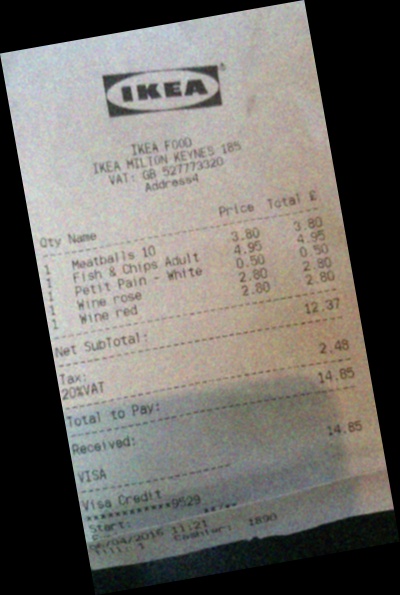 IKEA
IKEA FOOD
IKEA MILTON KEYNES 185
VAT: GB 527773320
Address4
Qty Name Price Total £
1 Meatballs 10 3.80 3.80
1 Fish & Chips Adult 4.95 4.95
1 Petit Pain - White 0.50 0.50
1 Wine rose 2.80 2.80
1 Wine red 2.80 2.80
Net SubTotal: 12.37
Tax:
20%VAT 2.48
Total to Pay: 14.85
Received:
VISA 14.85
Visa Credit
************9529
Start:
/04/2016 11:21 Cashier: 1890
Till: 1